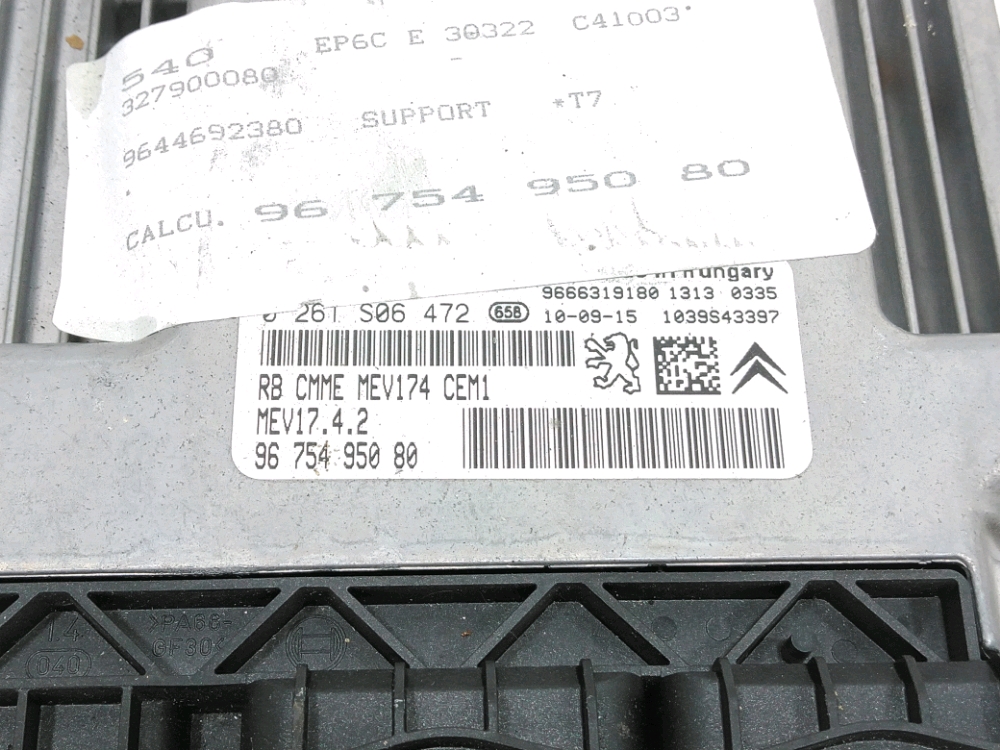 540 EP6C E 30322 C41003
327900080
9644692380 SUPPORT *T7
CALCU. 96 754 950 80
Hungary
9666319180 1313 0335
0 261 S06 472 658 10-09-15 1039S43397
RB CMME MEV174 CEM1
MEV17.4.2
96 754 950 80
14
040
>PA66-
GF30<